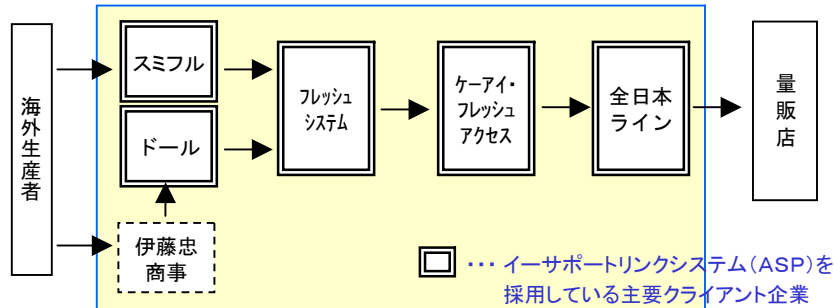 海外生産者
スミフル
ドール
伊藤忠
商事
フレッシュ
システム
ケーアイ・
フレッシュ
アクセス
全日本
ライン
量販店
･･･ イーサポートリンクシステム(ASP)を
採用している主要クライアント企業